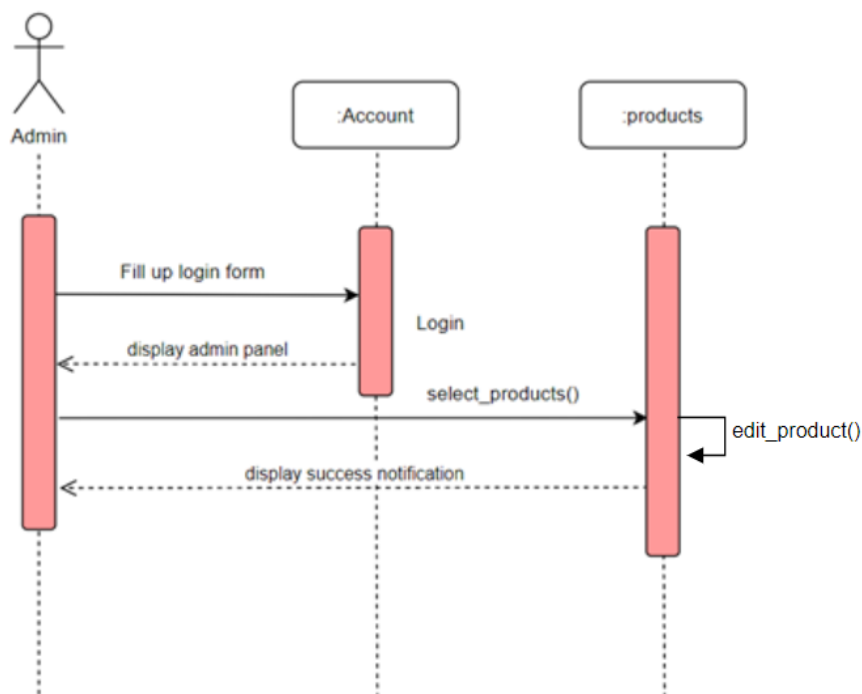 Admin
:Account
:products
Fill up login form
Login
display admin panel
select_products()
edit_product()
display success notification